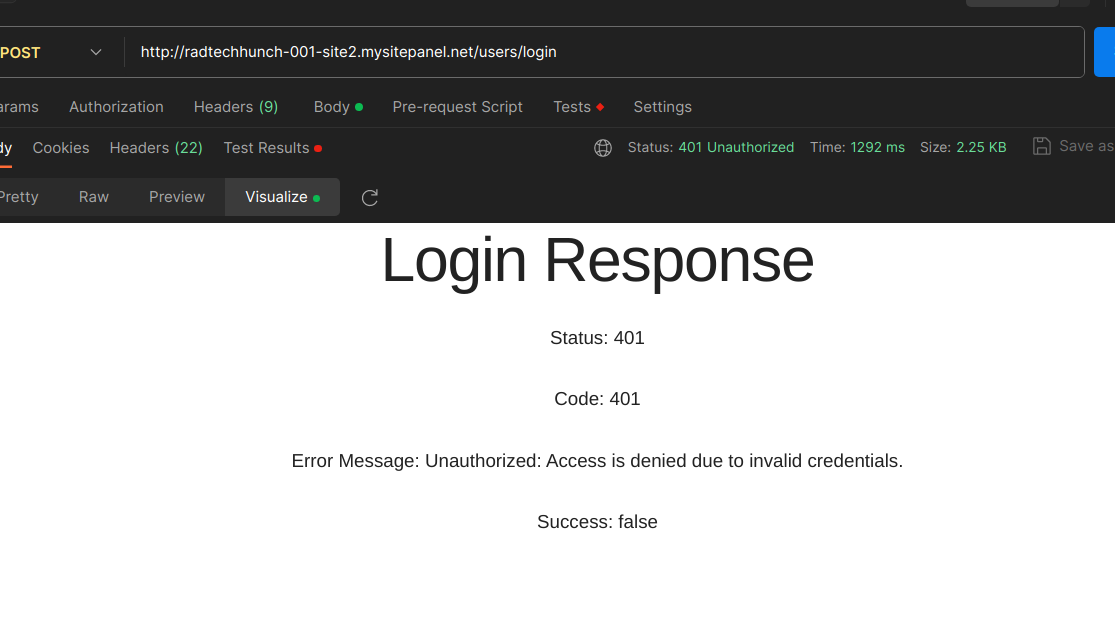 POST
http://radtechhunch-001-site2.mysitepanel.net/users/login
arams Authorization Headers (9) Body Pre-request Script Tests Settings
dy Cookies Headers (22) Test Results Status: 401 Unauthorized Time: 1292 ms Size: 2.25 KB Save as
Pretty Raw Preview Visualize
Login Response
Status: 401
Code: 401
Error Message: Unauthorized: Access is denied due to invalid credentials.
Success: false